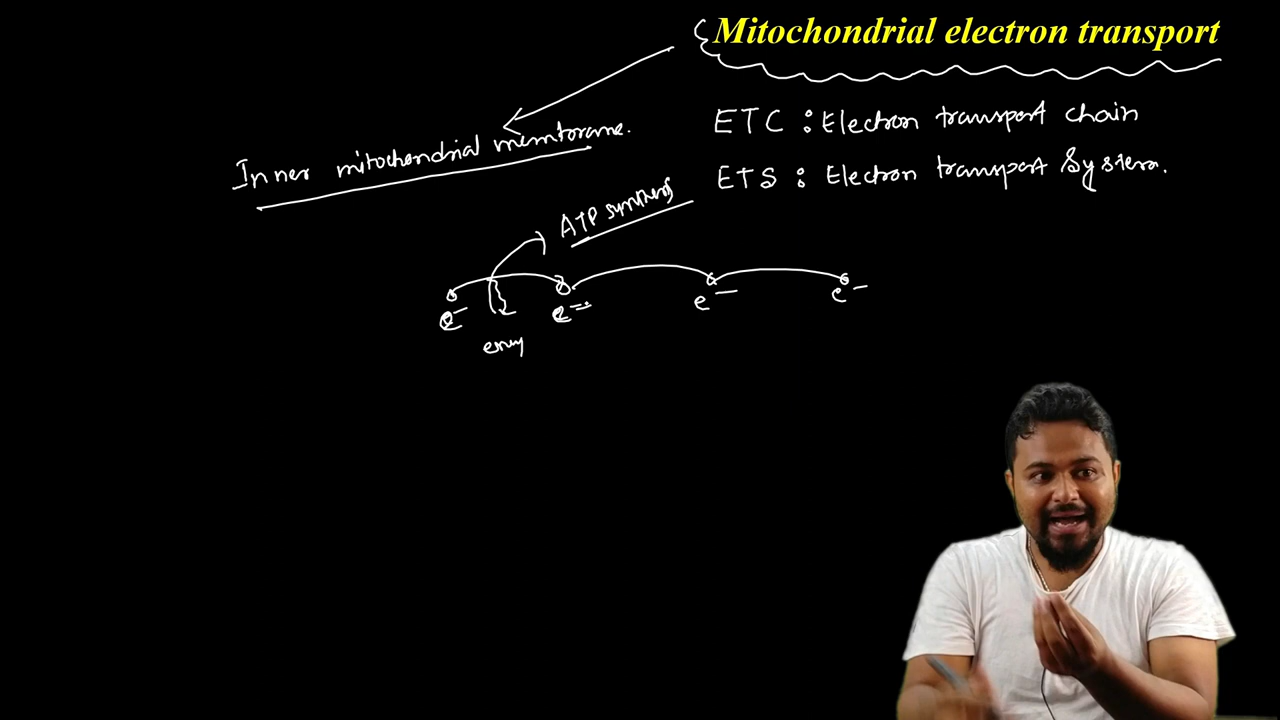 Mitochondrial electron transport
ETC : Electron transport chain
Inner mitochondrial membrane.
ETS : Electron transport System.
ATP synthesis
e- e- e- e-